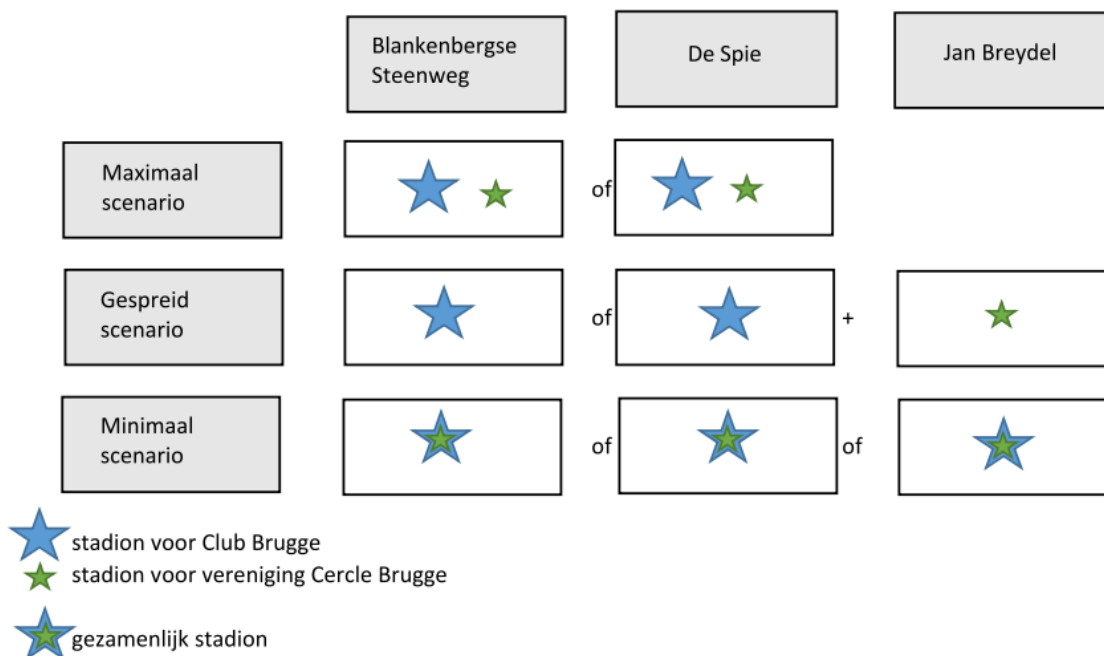 Blankenbergse
Steenweg
De Spie
Jan Breydel
Maximaal
scenario
of
Gespreid
scenario
of
+
Minimaal
scenario
of
of
stadion voor Club Brugge
stadion voor vereniging Cercle Brugge
gezamenlijk stadion